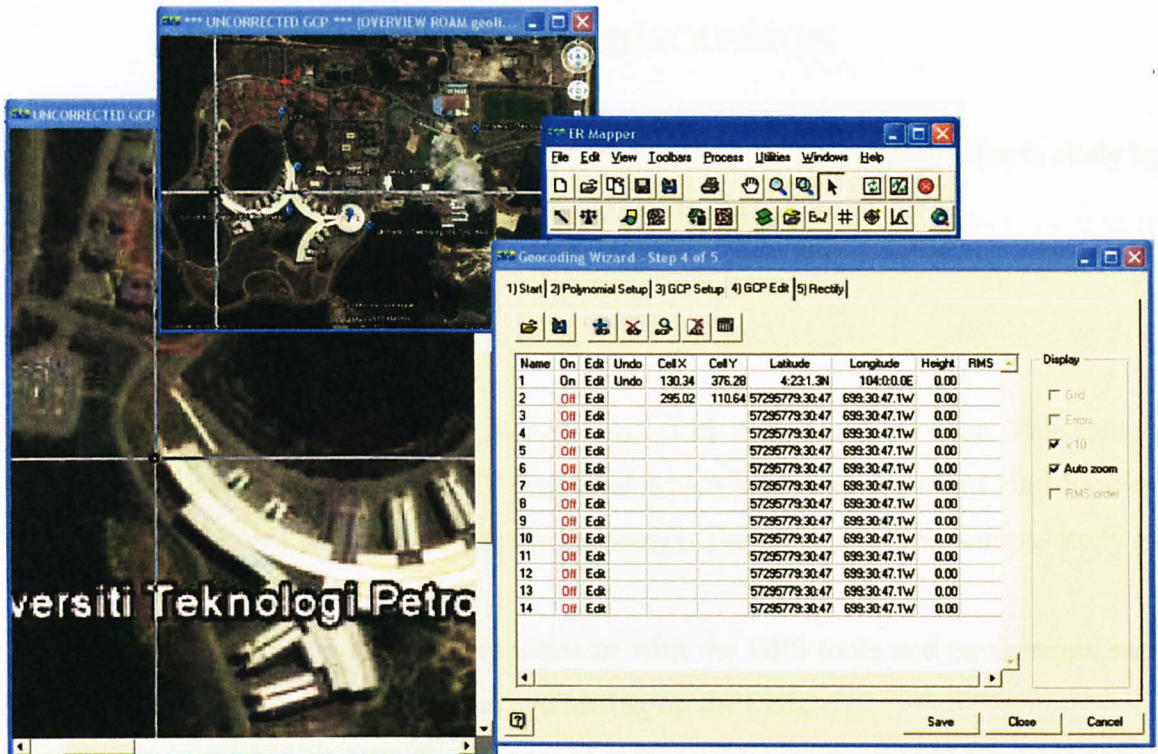 *** UNCORRECTED GCP *** (OVERVIEW ROAM geoli...
UNCORRECTED GCP
versiti Teknologi Petro
ER Mapper
File Edit View Toolbars Process Utilities Windows Help
Geocoding Wizard - Step 4 of 5
1) Start 2) Polynomial Setup 3) GCP Setup 4) GCP Edit 5) Rectify
Name On Edit Undo Cell X Cell Y Latitude Longitude Height RMS
1 On Edit Undo 130.34 376.28 4:23:1.3N 104:0:0.0E 0.00
2 Off Edit 295.02 110.64 57295779:30:47 699:30:47.1W 0.00
3 Off Edit 57295779:30:47 699:30:47.1W 0.00
4 Off Edit 57295779:30:47 699:30:47.1W 0.00
5 Off Edit 57295779:30:47 699:30:47.1W 0.00
6 Off Edit 57295779:30:47 699:30:47.1W 0.00
7 Off Edit 57295779:30:47 699:30:47.1W 0.00
8 Off Edit 57295779:30:47 699:30:47.1W 0.00
9 Off Edit 57295779:30:47 699:30:47.1W 0.00
10 Off Edit 57295779:30:47 699:30:47.1W 0.00
11 Off Edit 57295779:30:47 699:30:47.1W 0.00
12 Off Edit 57295779:30:47 699:30:47.1W 0.00
13 Off Edit 57295779:30:47 699:30:47.1W 0.00
14 Off Edit 57295779:30:47 699:30:47.1W 0.00
Display
Grid
Errors
x 10
Auto zoom
RMS order
Save Close Cancel